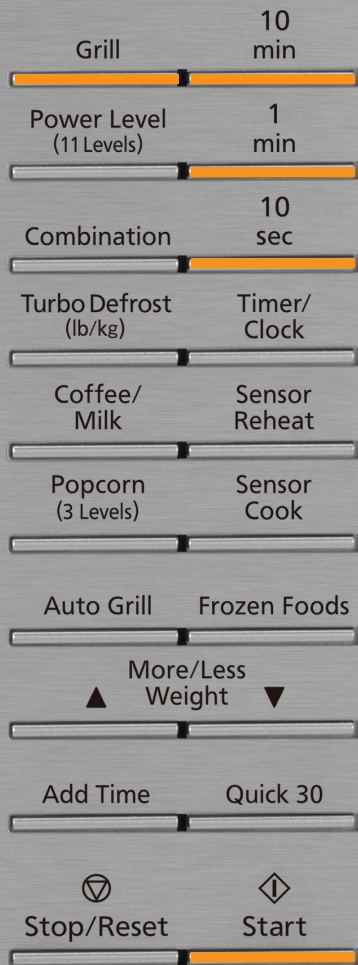 Grill
10
min
Power Level
(11 Levels)
1
min
Combination
10
sec
Turbo Defrost
(lb/kg)
Timer/
Clock
Coffee/
Milk
Sensor
Reheat
Popcorn
(3 Levels)
Sensor
Cook
Auto Grill
Frozen Foods
More/Less
▲ Weight ▼
Add Time
Quick 30
Stop/Reset
Start